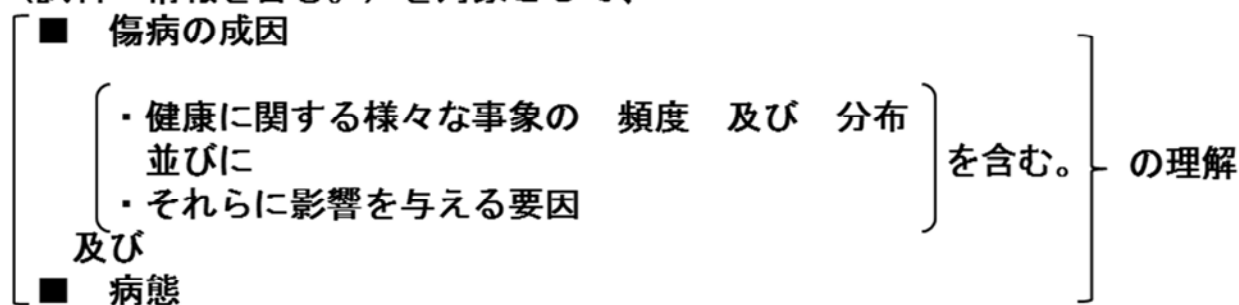 ■ 傷病の成因
・健康に関する様々な事象の 頻度 及び 分布
並びに
を含む。
の理解
・それらに影響を与える要因
及び
■ 病態